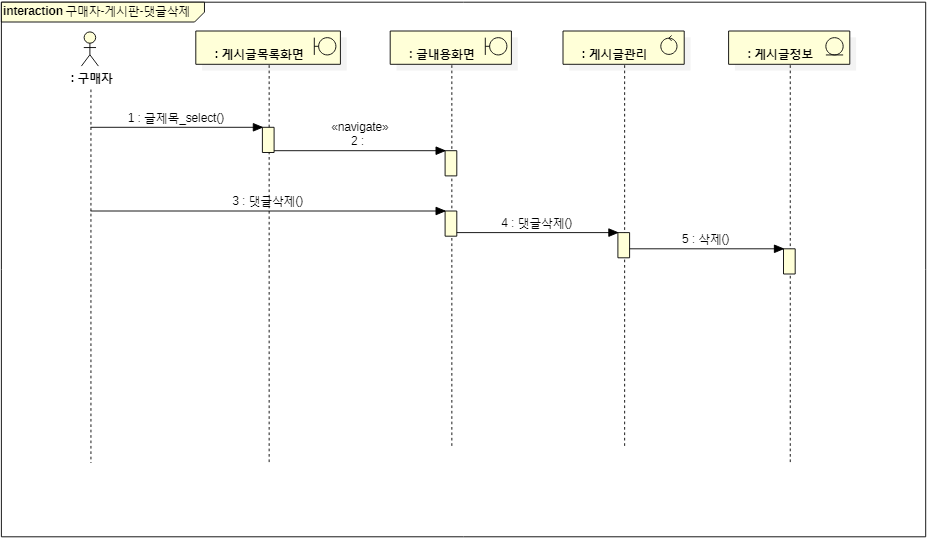 interaction 구매자-게시판-댓글삭제
: 구매자
: 게시글목록화면
: 글내용화면
: 게시글관리
: 게시글정보
1 : 글제목_select()
«navigate»
2 :
3 : 댓글삭제()
4 : 댓글삭제()
5 : 삭제()